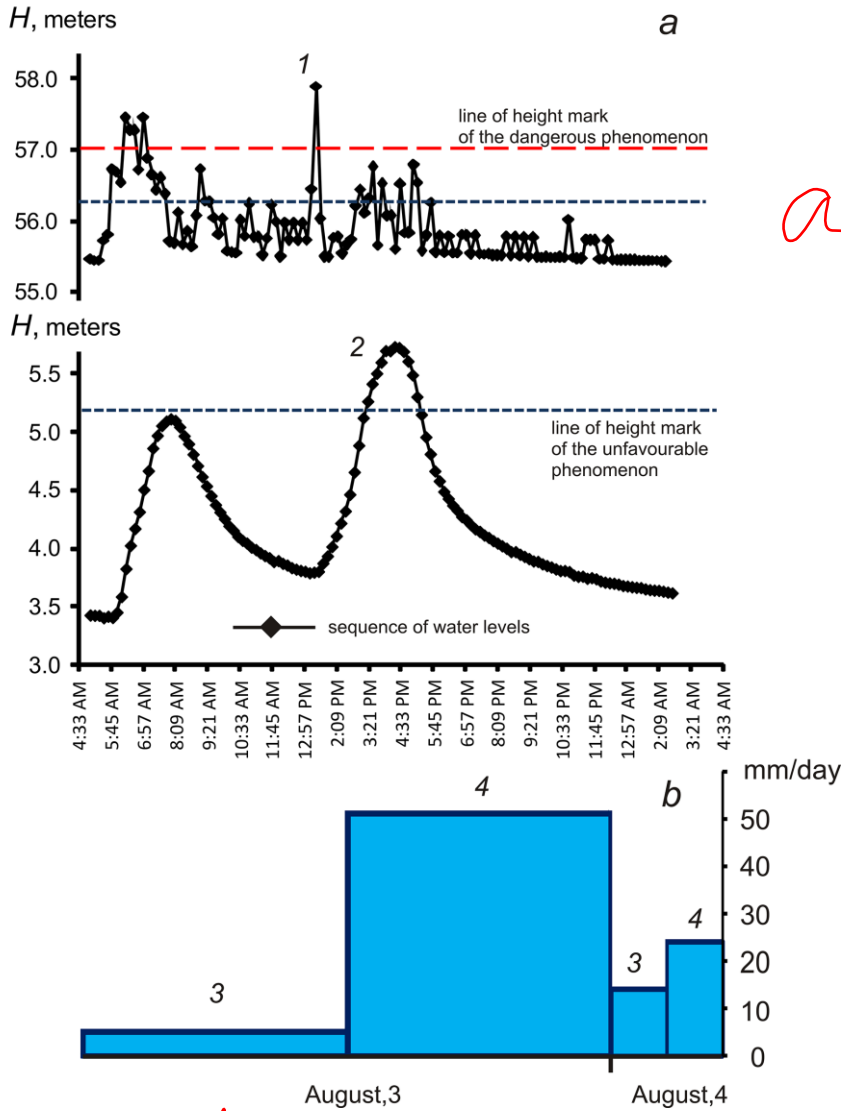 H, meters
a
58.0
1
line of height mark
of the dangerous phenomenon
57.0
a
56.0
55.0
H, meters
2
5.5
5.0
line of height mark
of the unfavourable
phenomenon
4.5
4.0
3.5
sequence of water levels
3.0
4:33 AM
5:45 AM
6:57 AM
8:09 AM
9:21 AM
10:33 AM
11:45 AM
12:57 PM
2:09 PM
3:21 PM
4:33 PM
5:45 PM
6:57 PM
8:09 PM
9:21 PM
10:33 PM
11:45 PM
12:57 AM
2:09 AM
3:21 AM
4:33 AM
mm/day
4
b
50
40
30
4
20
3
3
10
0
August,3
August,4